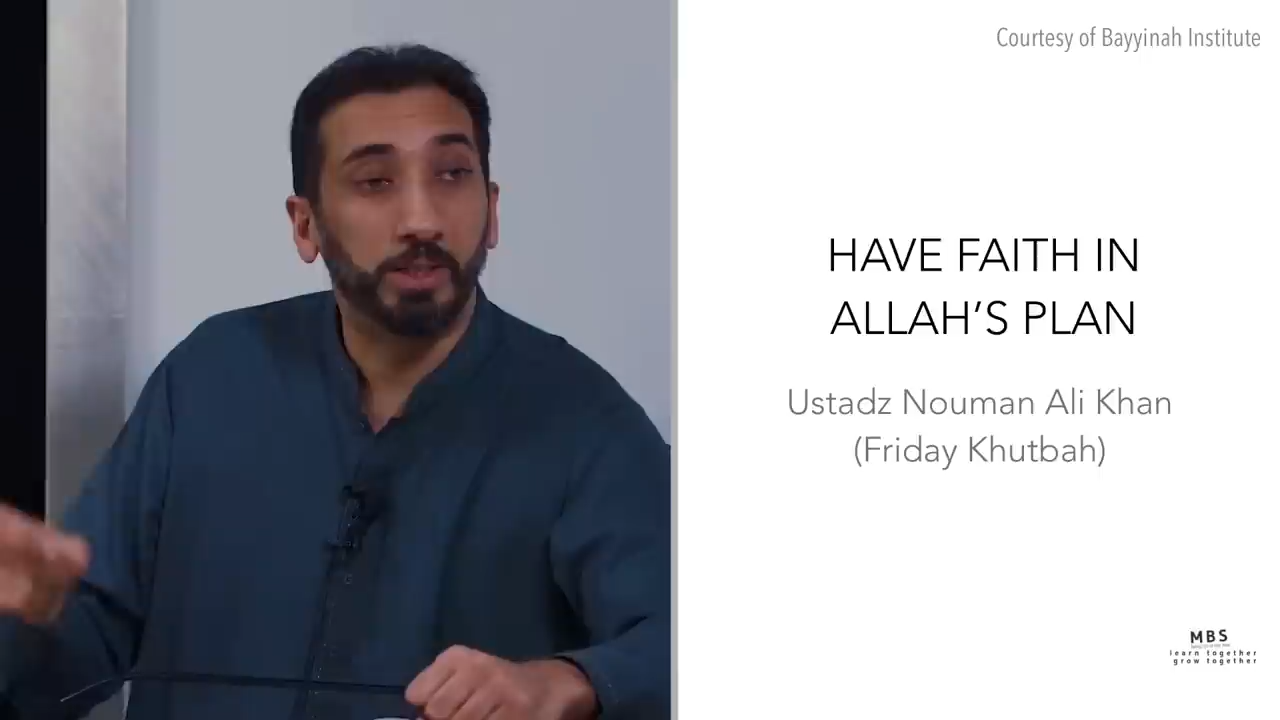 Courtesy of Bayyinah Institute
HAVE FAITH IN
ALLAH'S PLAN
Ustadz Nouman Ali Khan
(Friday Khutbah)
MBS
learn together
grow together